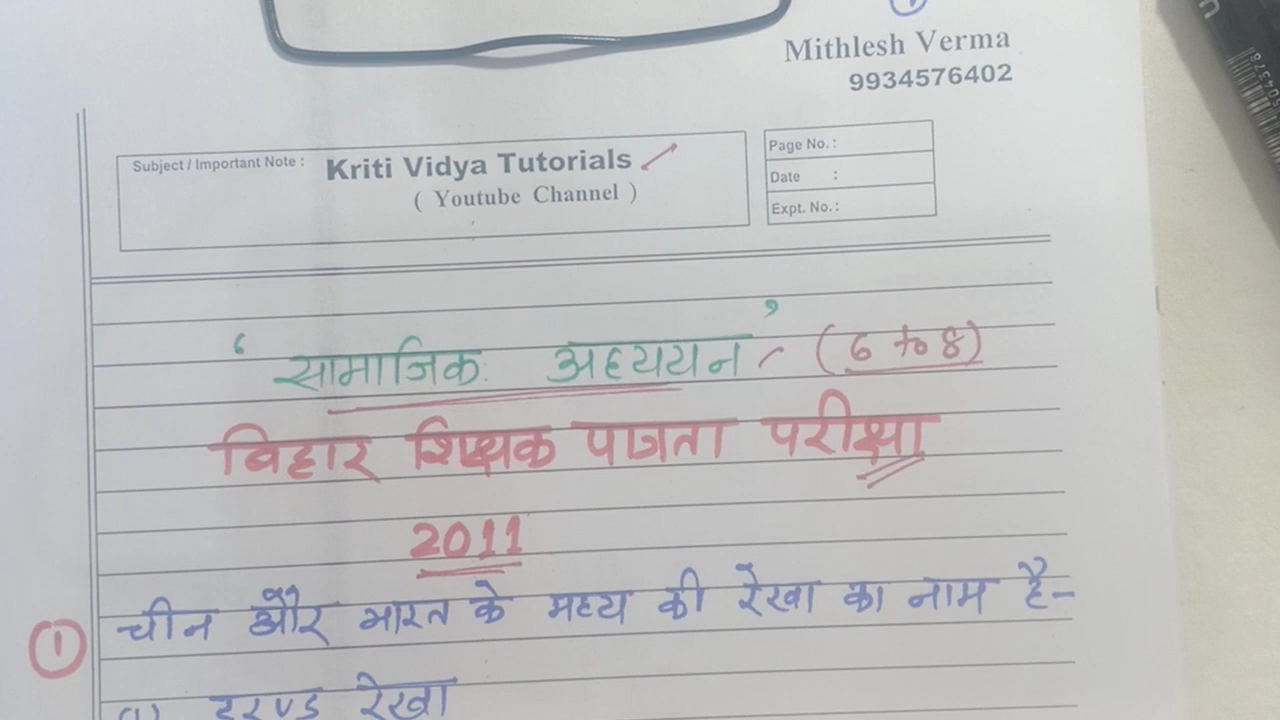 Mithlesh Verma
9934576402
Subject / Important Note :
Kriti Vidya Tutorials
( Youtube Channel )
Page No. :
Date :
Expt. No. :
‘ सामाजिक अध्ययन ’ (6 to 8)
बिहार शिक्षक पात्रता परीक्षा
2011
① चीन और भारत के मध्य की रेखा का नाम है-
डूरण्ड रेखा